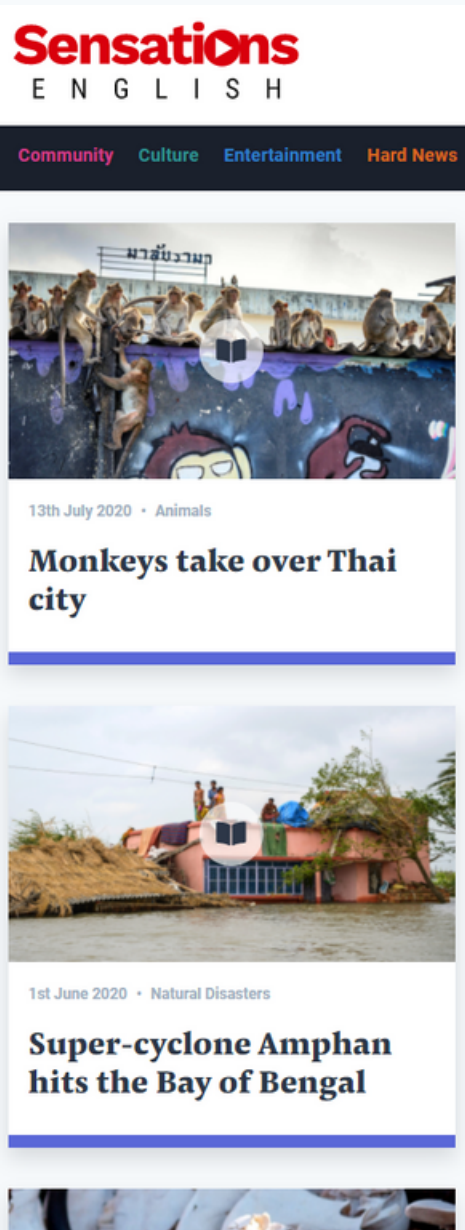 Sensations
ENGLISH
Community Culture Entertainment Hard News
13th July 2020 • Animals
Monkeys take over Thai
city
1st June 2020 • Natural Disasters
Super-cyclone Amphan
hits the Bay of Bengal